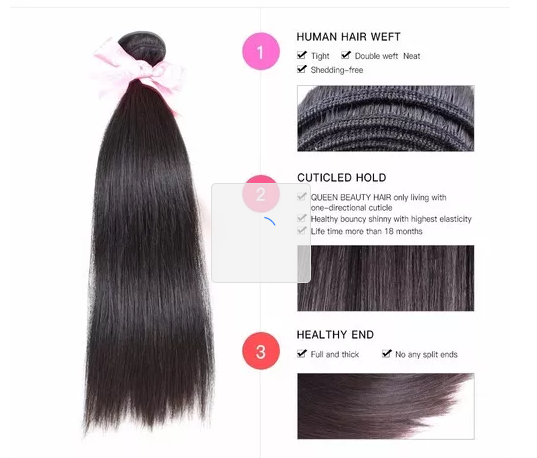 1
HUMAN HAIR WEFT
Tight Double weft Neat
Shedding-free
2
CUTICLED HOLD
QUEEN BEAUTY HAIR only living with
one-directional cuticle
Healthy bouncy shinny with highest elasticity
Life time more than 18 months
3
HEALTHY END
Full and thick No any split ends